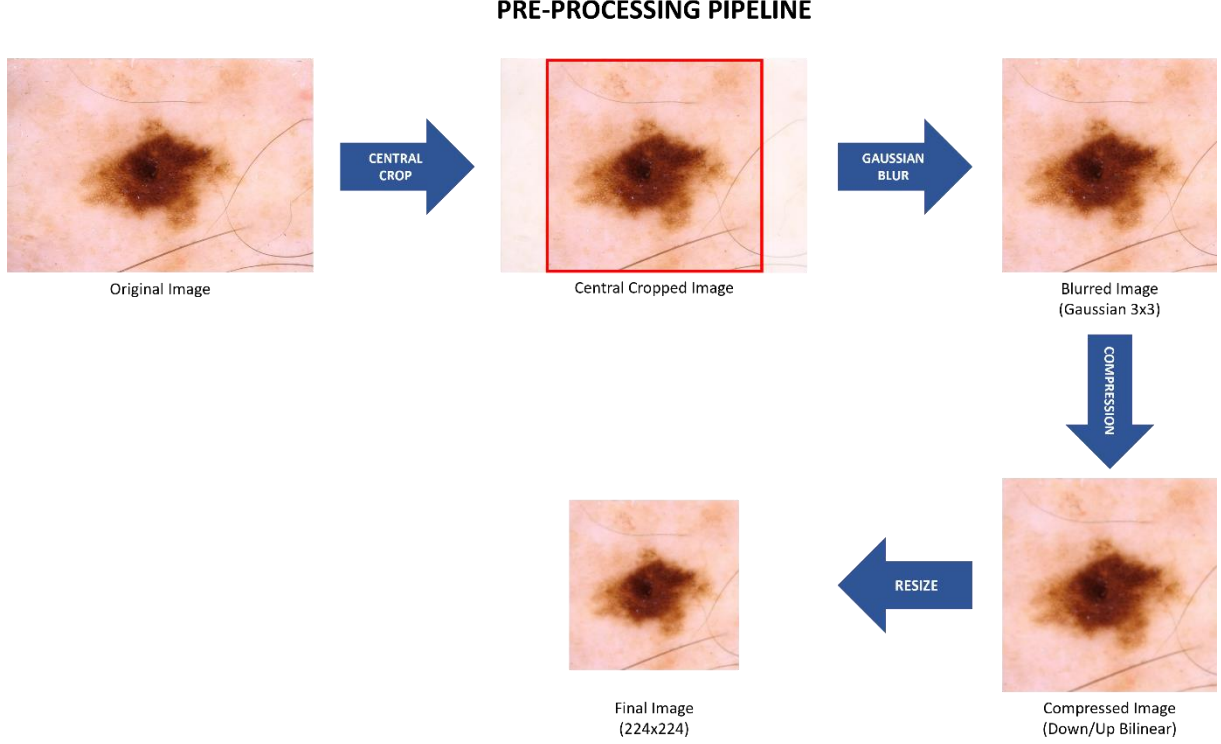 PRE-PROCESSING PIPELINE
CENTRAL
CROP
GAUSSIAN
BLUR
Original Image
Central Cropped Image
Blurred Image
(Gaussian 3x3)
COMPRESSION
RESIZE
Final Image
(224x224)
Compressed Image
(Down/Up Bilinear)